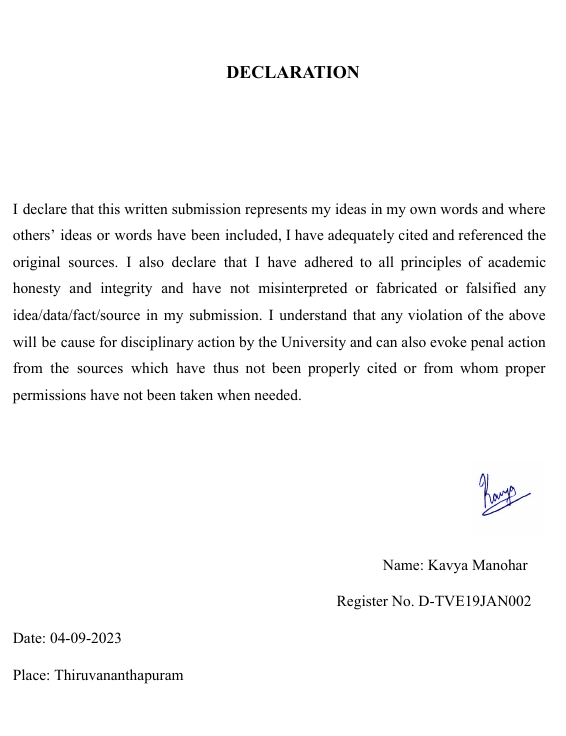 DECLARATION
I declare that this written submission represents my ideas in my own words and where
others’ ideas or words have been included, I have adequately cited and referenced the
original sources. I also declare that I have adhered to all principles of academic
honesty and integrity and have not misinterpreted or fabricated or falsified any
idea/data/fact/source in my submission. I understand that any violation of the above
will be cause for disciplinary action by the University and can also evoke penal action
from the sources which have thus not been properly cited or from whom proper
permissions have not been taken when needed.
Kavya
Name: Kavya Manohar
Register No. D-TVE19JAN002
Date: 04-09-2023
Place: Thiruvananthapuram